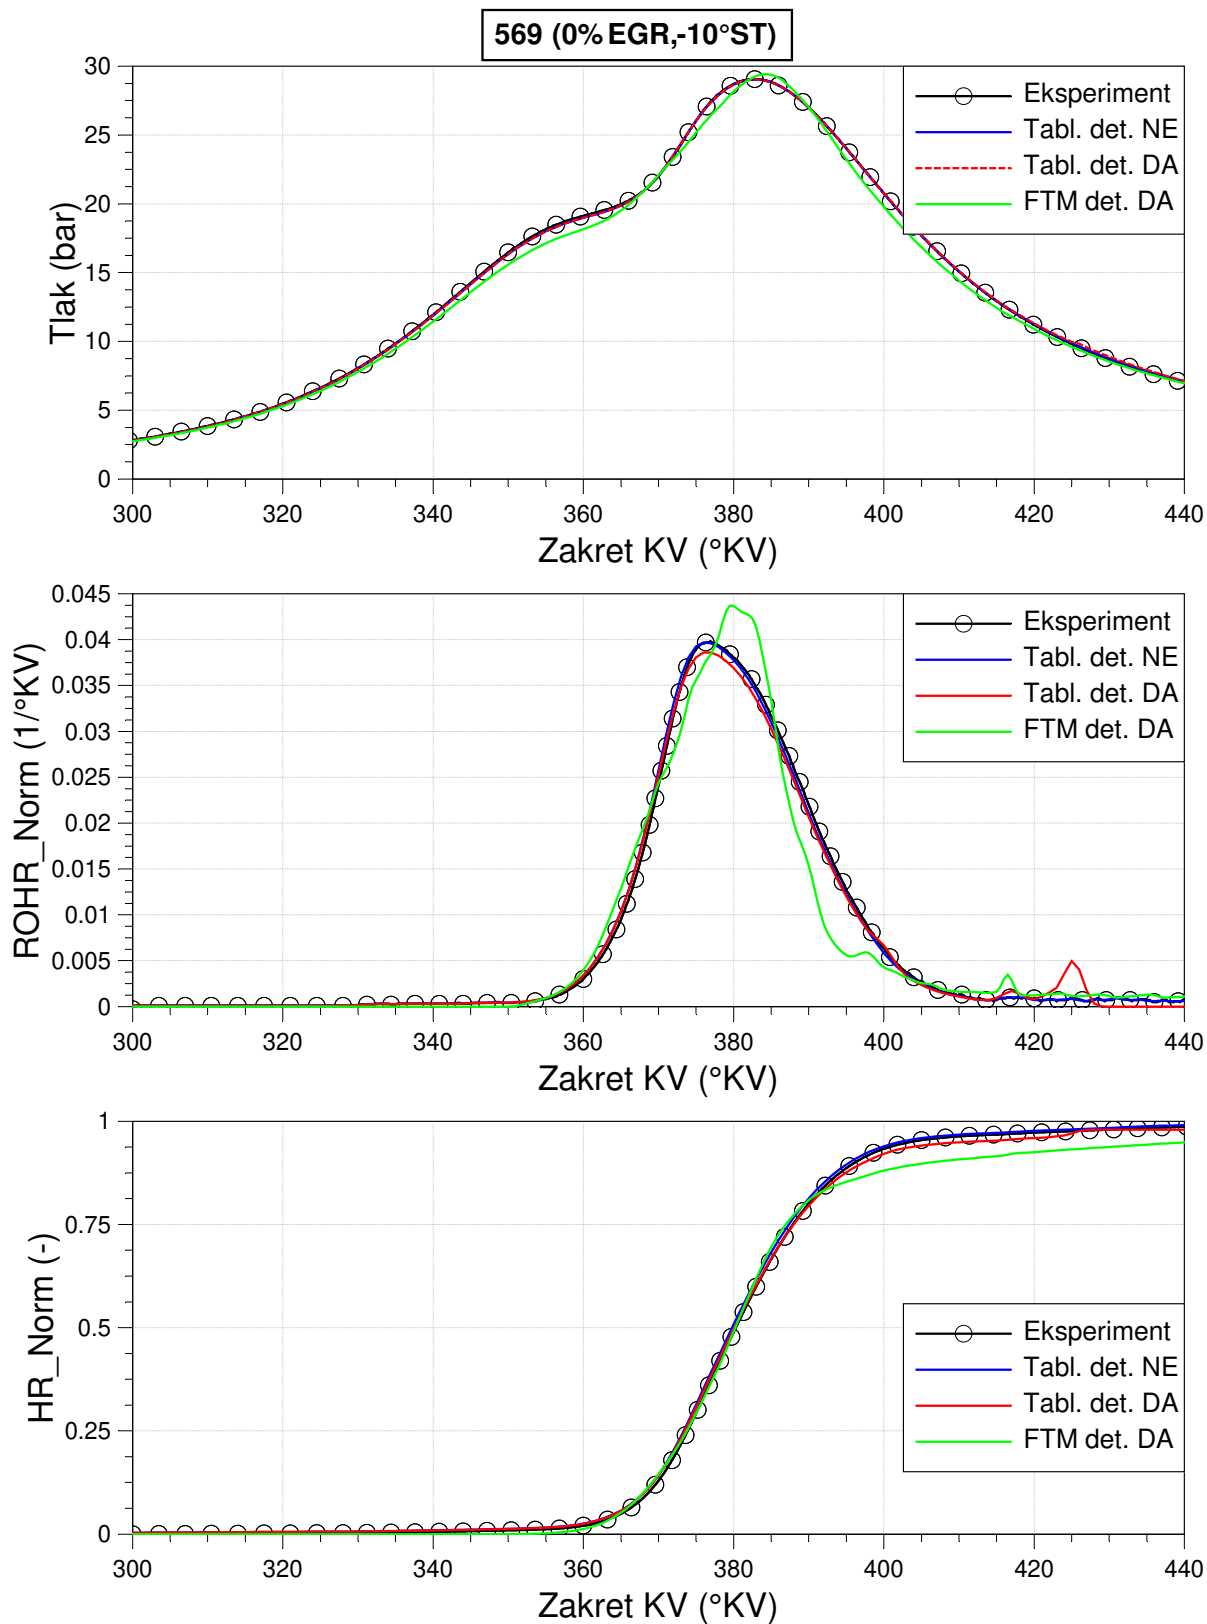 569 (0% EGR,-10°ST)
30
25
20
15
10
5
0
Tlak (bar)
Eksperiment
Tabl. det. NE
Tabl. det. DA
FTM det. DA
300 320 340 360 380 400 420 440
Zakret KV (°KV)
0.045
0.04
0.035
0.03
0.025
0.02
0.015
0.01
0.005
0
ROHR_Norm (1/°KV)
Eksperiment
Tabl. det. NE
Tabl. det. DA
FTM det. DA
300 320 340 360 380 400 420 440
Zakret KV (°KV)
1
0.75
0.5
0.25
0
HR_Norm (-)
Eksperiment
Tabl. det. NE
Tabl. det. DA
FTM det. DA
300 320 340 360 380 400 420 440
Zakret KV (°KV)